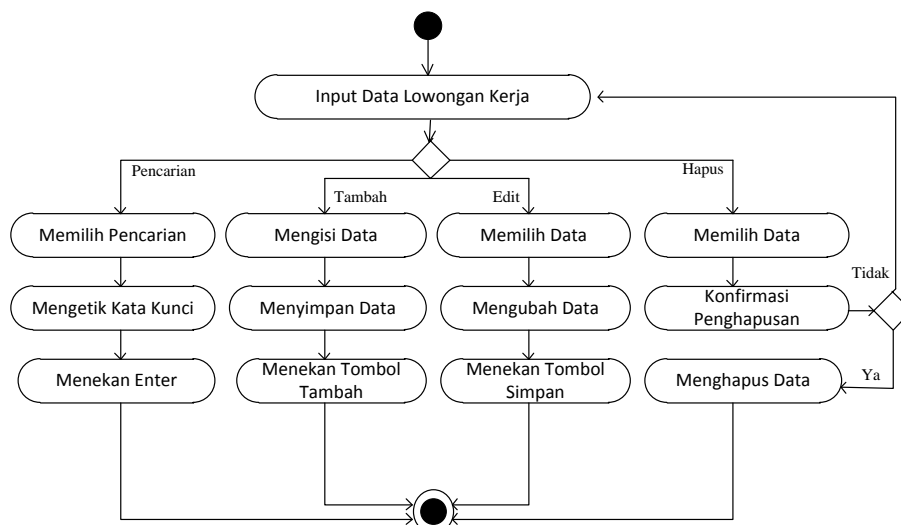 Input Data Lowongan Kerja
Pencarian
Hapus
Tambah
Edit
Memilih Pencarian
Mengisi Data
Memilih Data
Memilih Data
Tidak
Mengetik Kata Kunci
Menyimpan Data
Mengubah Data
Konfirmasi
Penghapusan
Menekan Enter
Menekan Tombol
Tambah
Menekan Tombol
Simpan
Menghapus Data
Ya